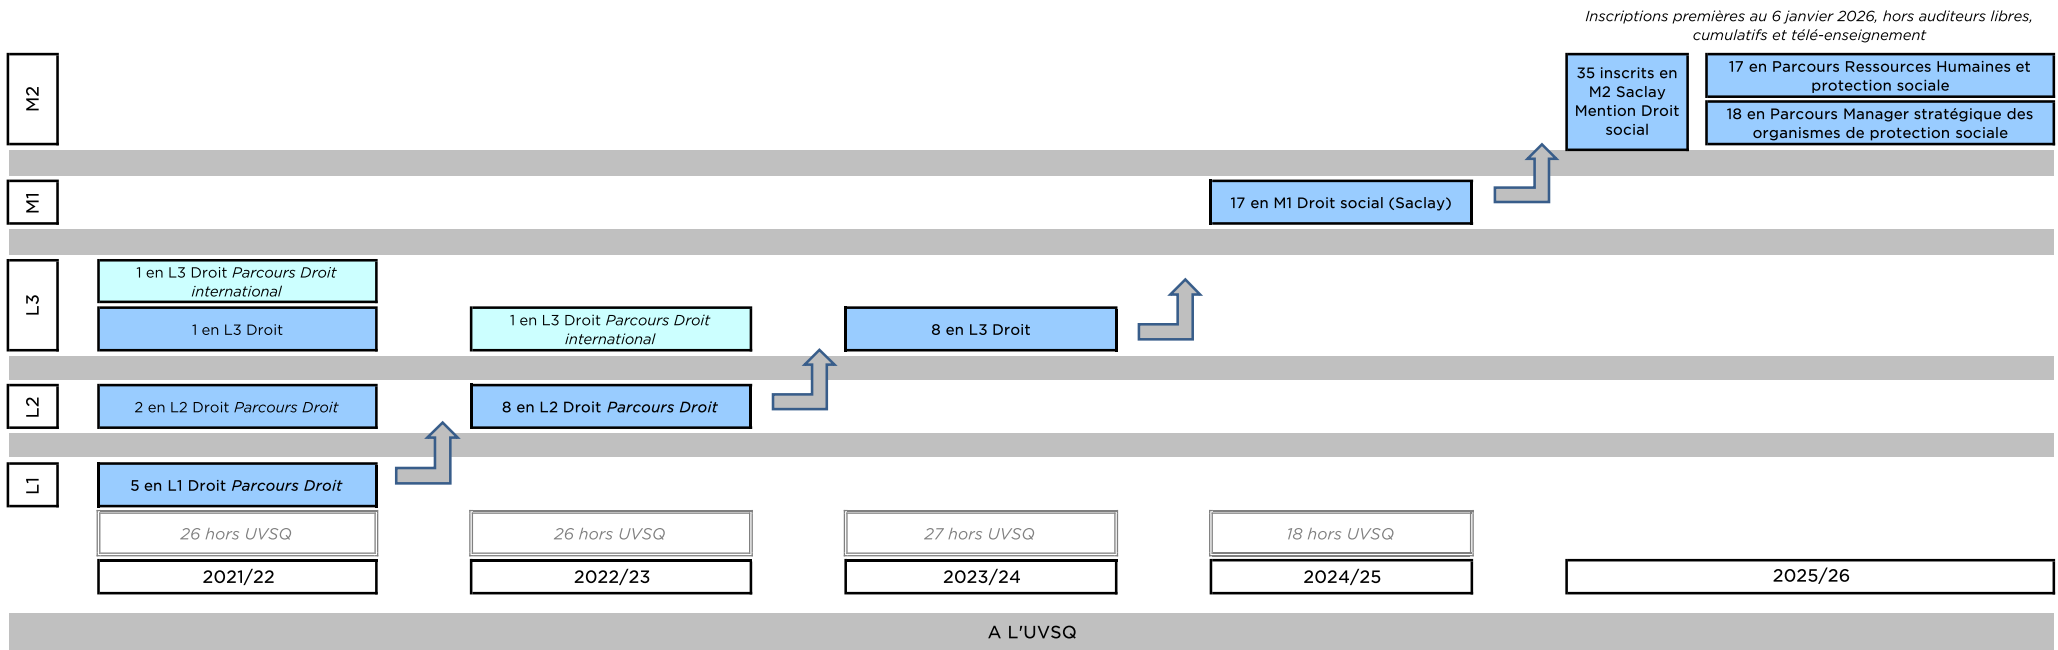 Inscriptions premières au 6 janvier 2026, hors auditeurs libres,
cumulatifs et télé-enseignement
M2
35 inscrits en
M2 Saclay
Mention Droit
social
17 en Parcours Ressources Humaines et
protection sociale
18 en Parcours Manager stratégique des
organismes de protection sociale
M1
17 en M1 Droit social (Saclay)
L3
1 en L3 Droit Parcours Droit
international
1 en L3 Droit
1 en L3 Droit Parcours Droit
international
8 en L3 Droit
L2
2 en L2 Droit Parcours Droit
8 en L2 Droit Parcours Droit
L1
5 en L1 Droit Parcours Droit
26 hors UVSQ
26 hors UVSQ
27 hors UVSQ
18 hors UVSQ
2021/22
2022/23
2023/24
2024/25
2025/26
A L'UVSQ